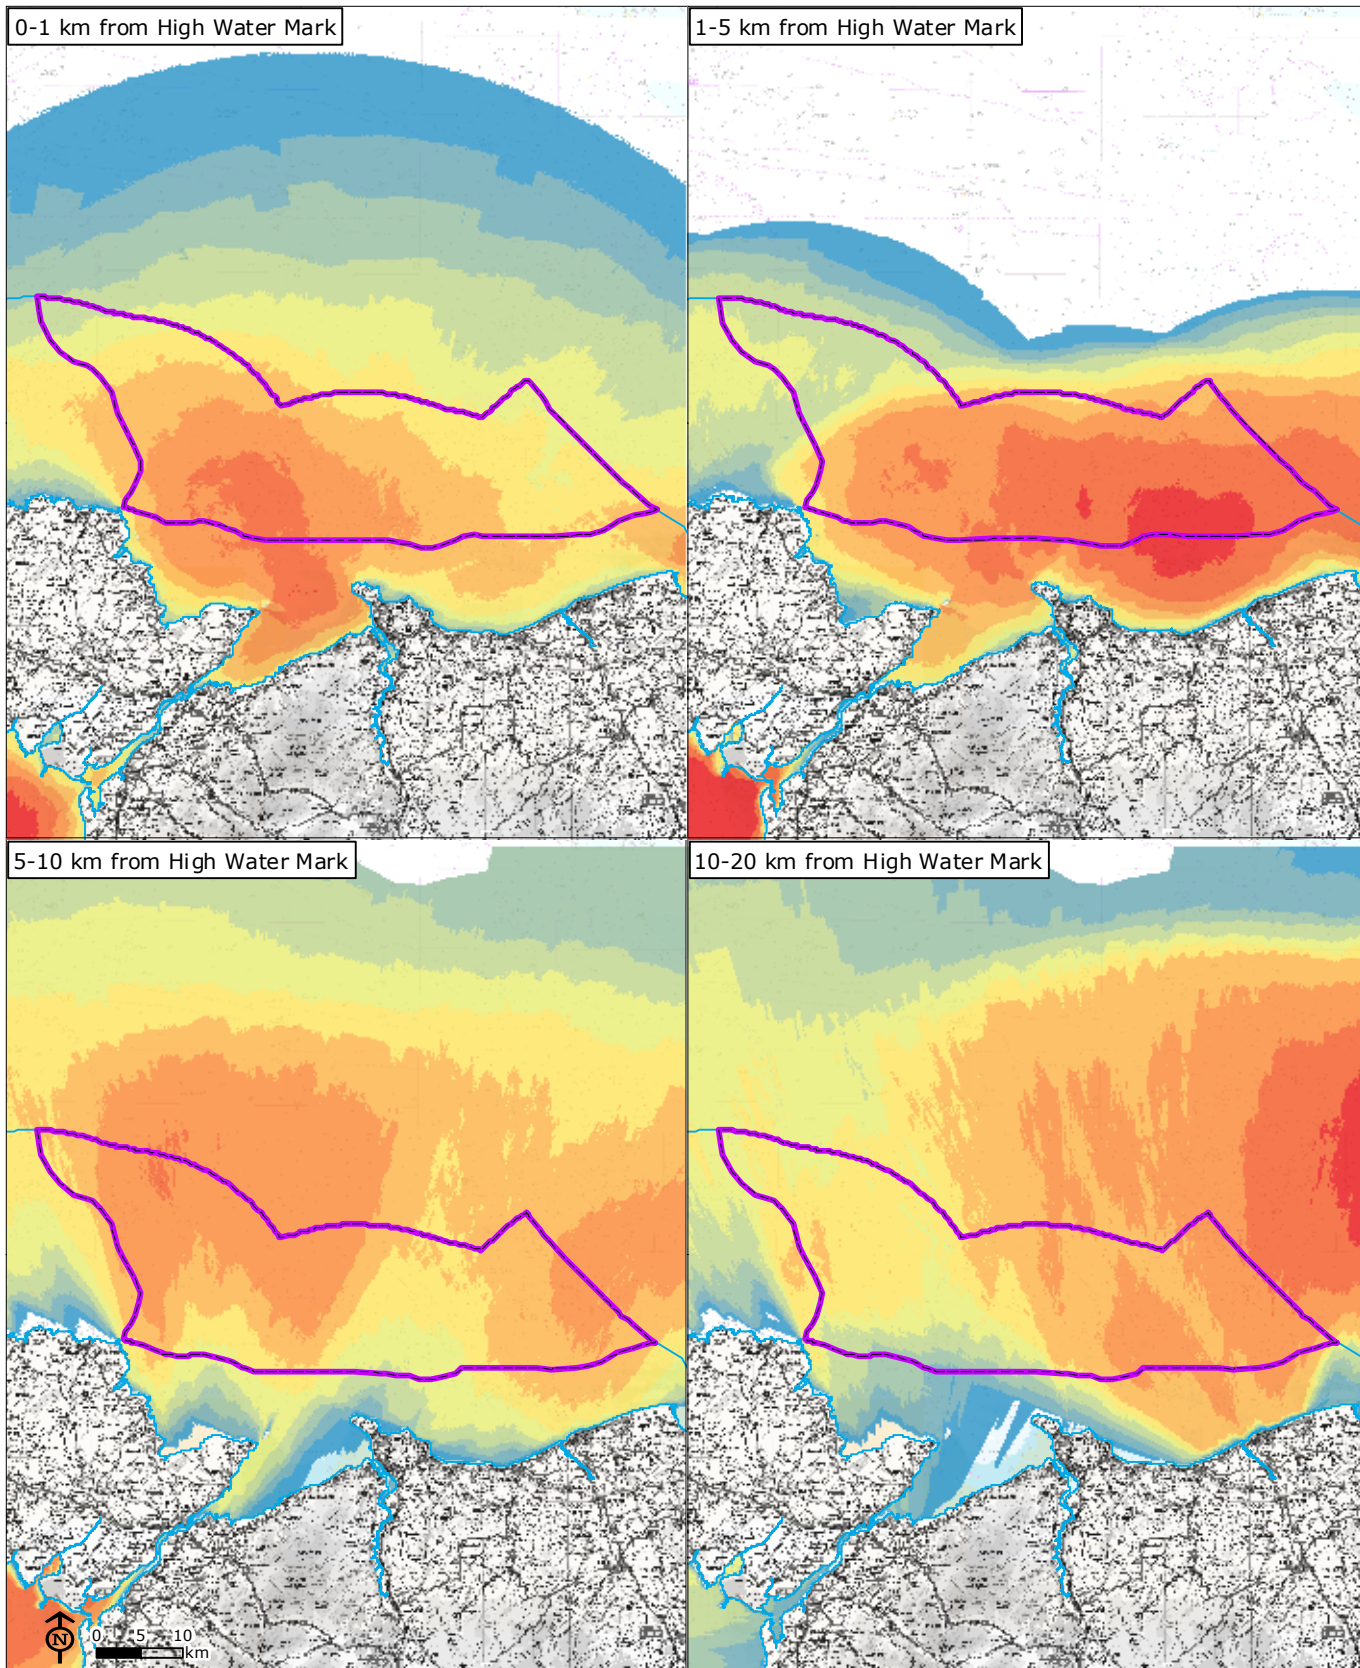 0-1 km from High Water Mark
1-5 km from High Water Mark
5-10 km from High Water Mark
10-20 km from High Water Mark
N
0 5 10
km